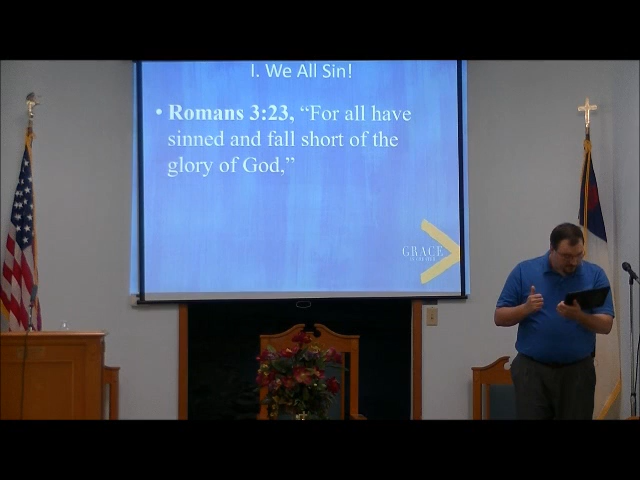 I. We All Sin!
• Romans 3:23, “For all have
sinned and fall short of the
glory of God,”
GRACE